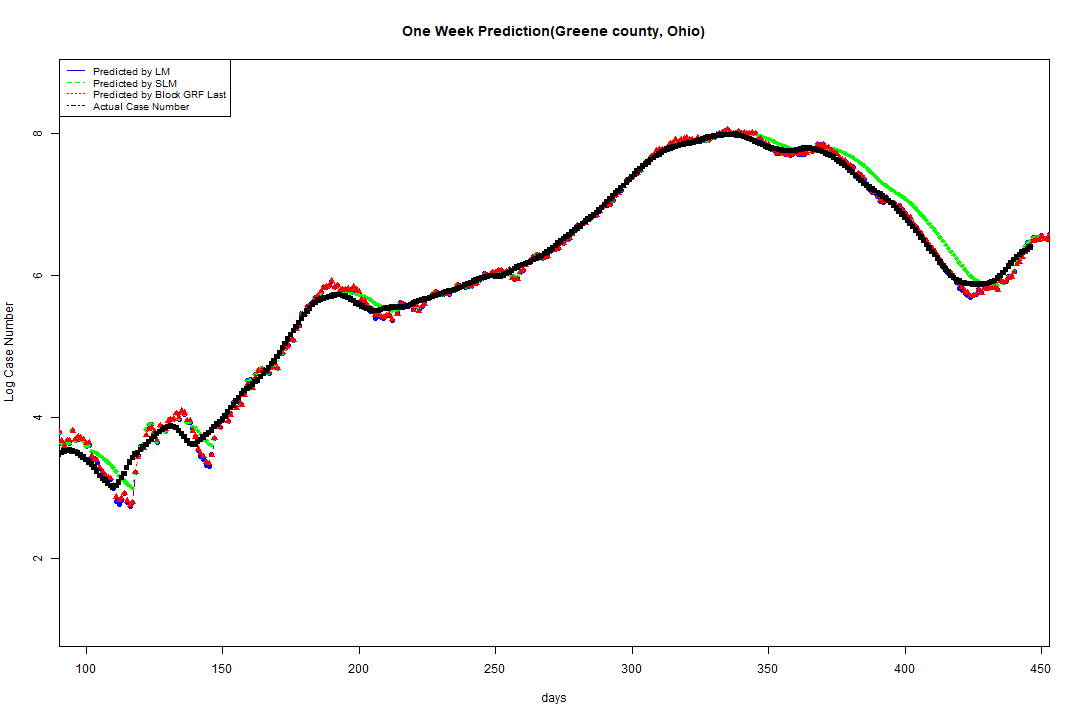 One Week Prediction(Greene county, Ohio)
Predicted by LM
Predicted by SLM
Predicted by Block GRF Last
Actual Case Number
8
6
4
2
Log Case Number
100 150 200 250 300 350 400 450
days